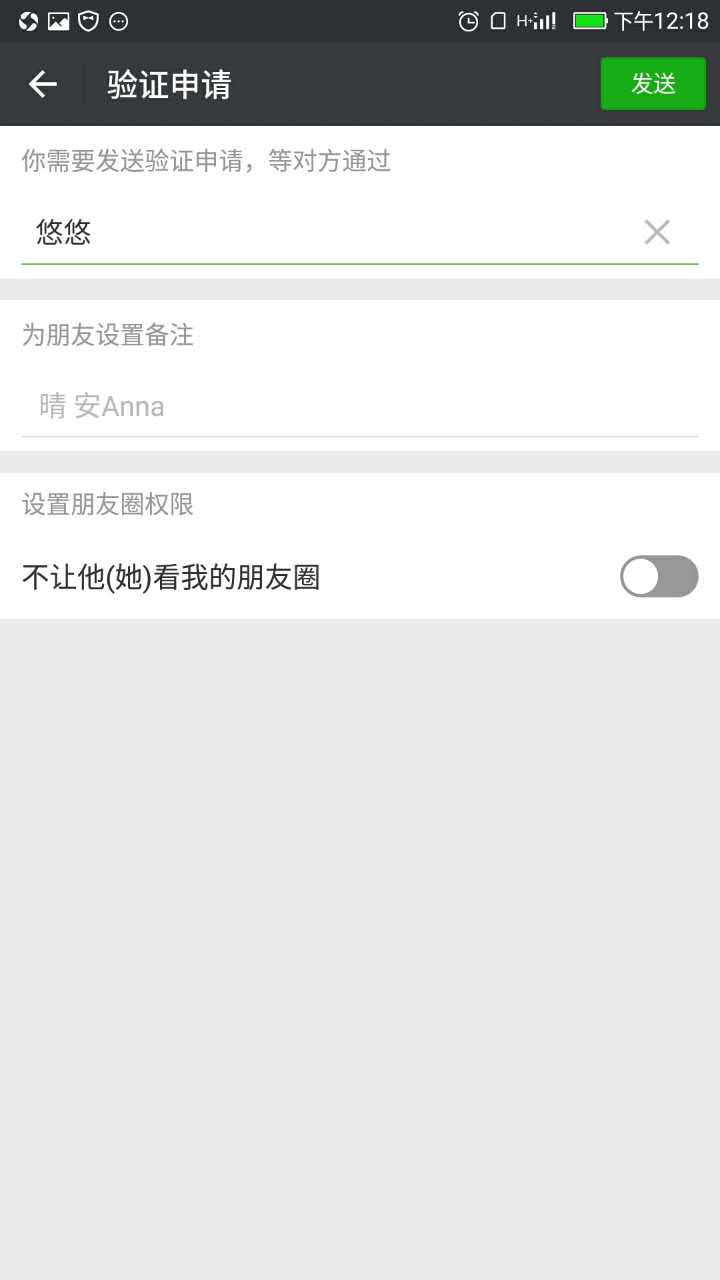 H+ 下午12:18
验证申请
发送
你需要发送验证申请，等对方通过
悠悠
为朋友设置备注
晴 安Anna
设置朋友圈权限
不让他(她)看我的朋友圈